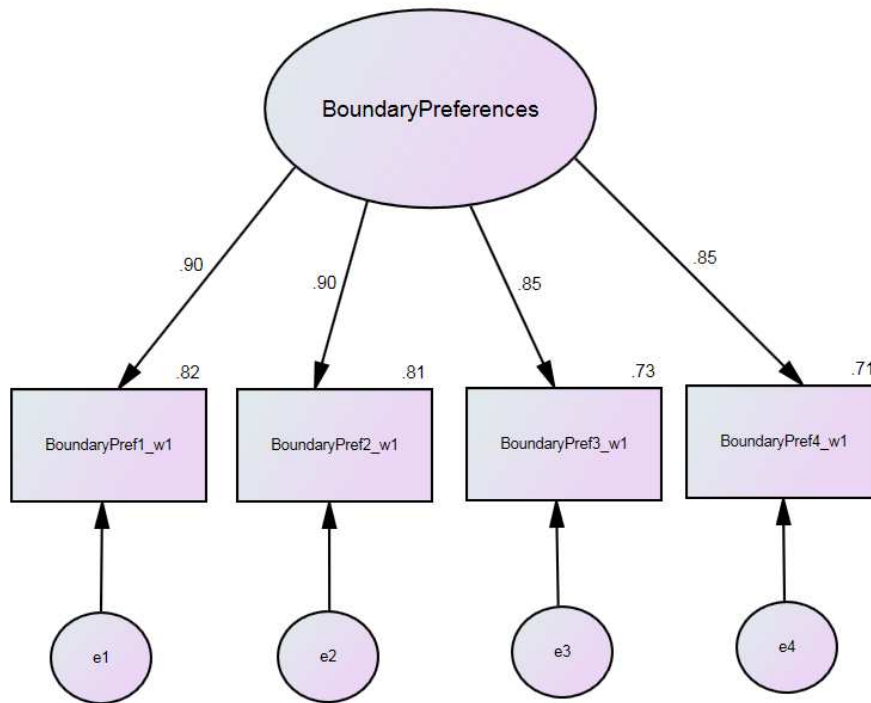 BoundaryPreferences
.90
.90
.85
.85
.82
.81
.73
.71
BoundaryPref1_w1
BoundaryPref2_w1
BoundaryPref3_w1
BoundaryPref4_w1
e1
e2
e3
e4